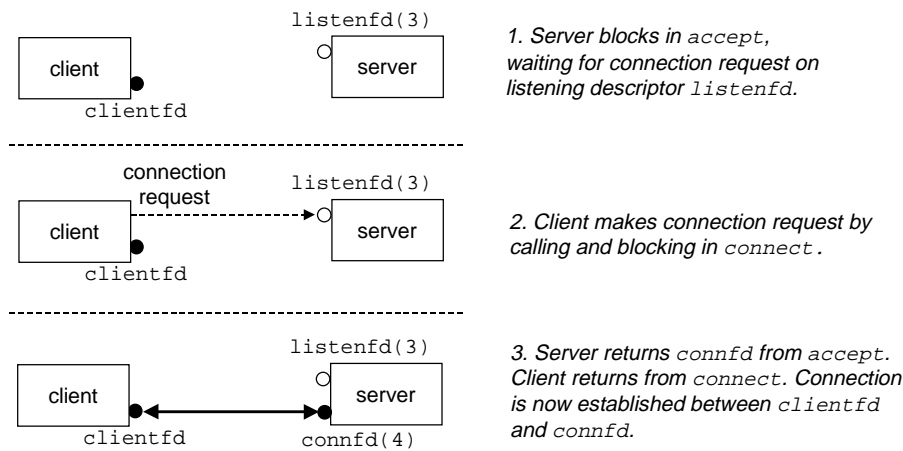 listenfd(3)
client
server
clientfd
1. Server blocks in accept,
waiting for connection request on
listening descriptor listenfd.
connection
request
listenfd(3)
client
server
clientfd
2. Client makes connection request by
calling and blocking in connect.
listenfd(3)
client
server
clientfd
connfd(4)
3. Server returns connfd from accept.
Client returns from connect. Connection
is now established between clientfd
and connfd.